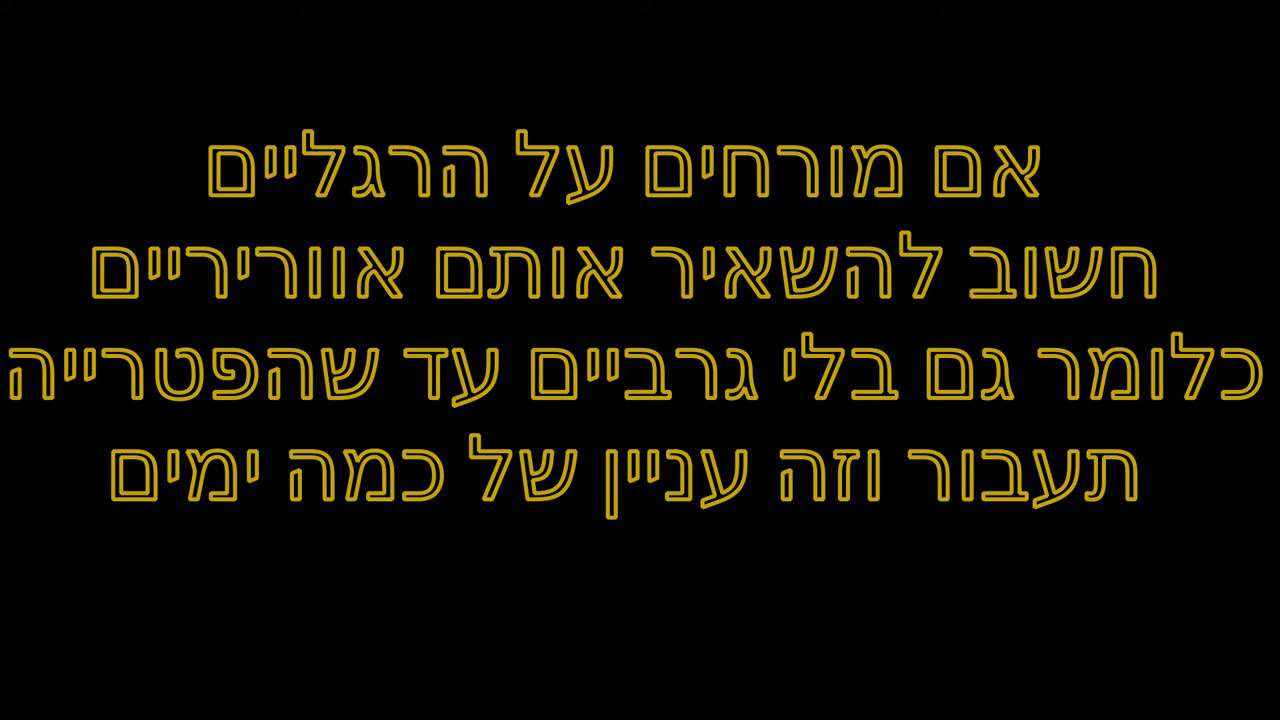 אם מורחים על הרגליים
חשוב להשאיר אותם אווריריים
כלומר גם בלי גרביים עד שהפטרייה
תעבור וזה עניין של כמה ימים